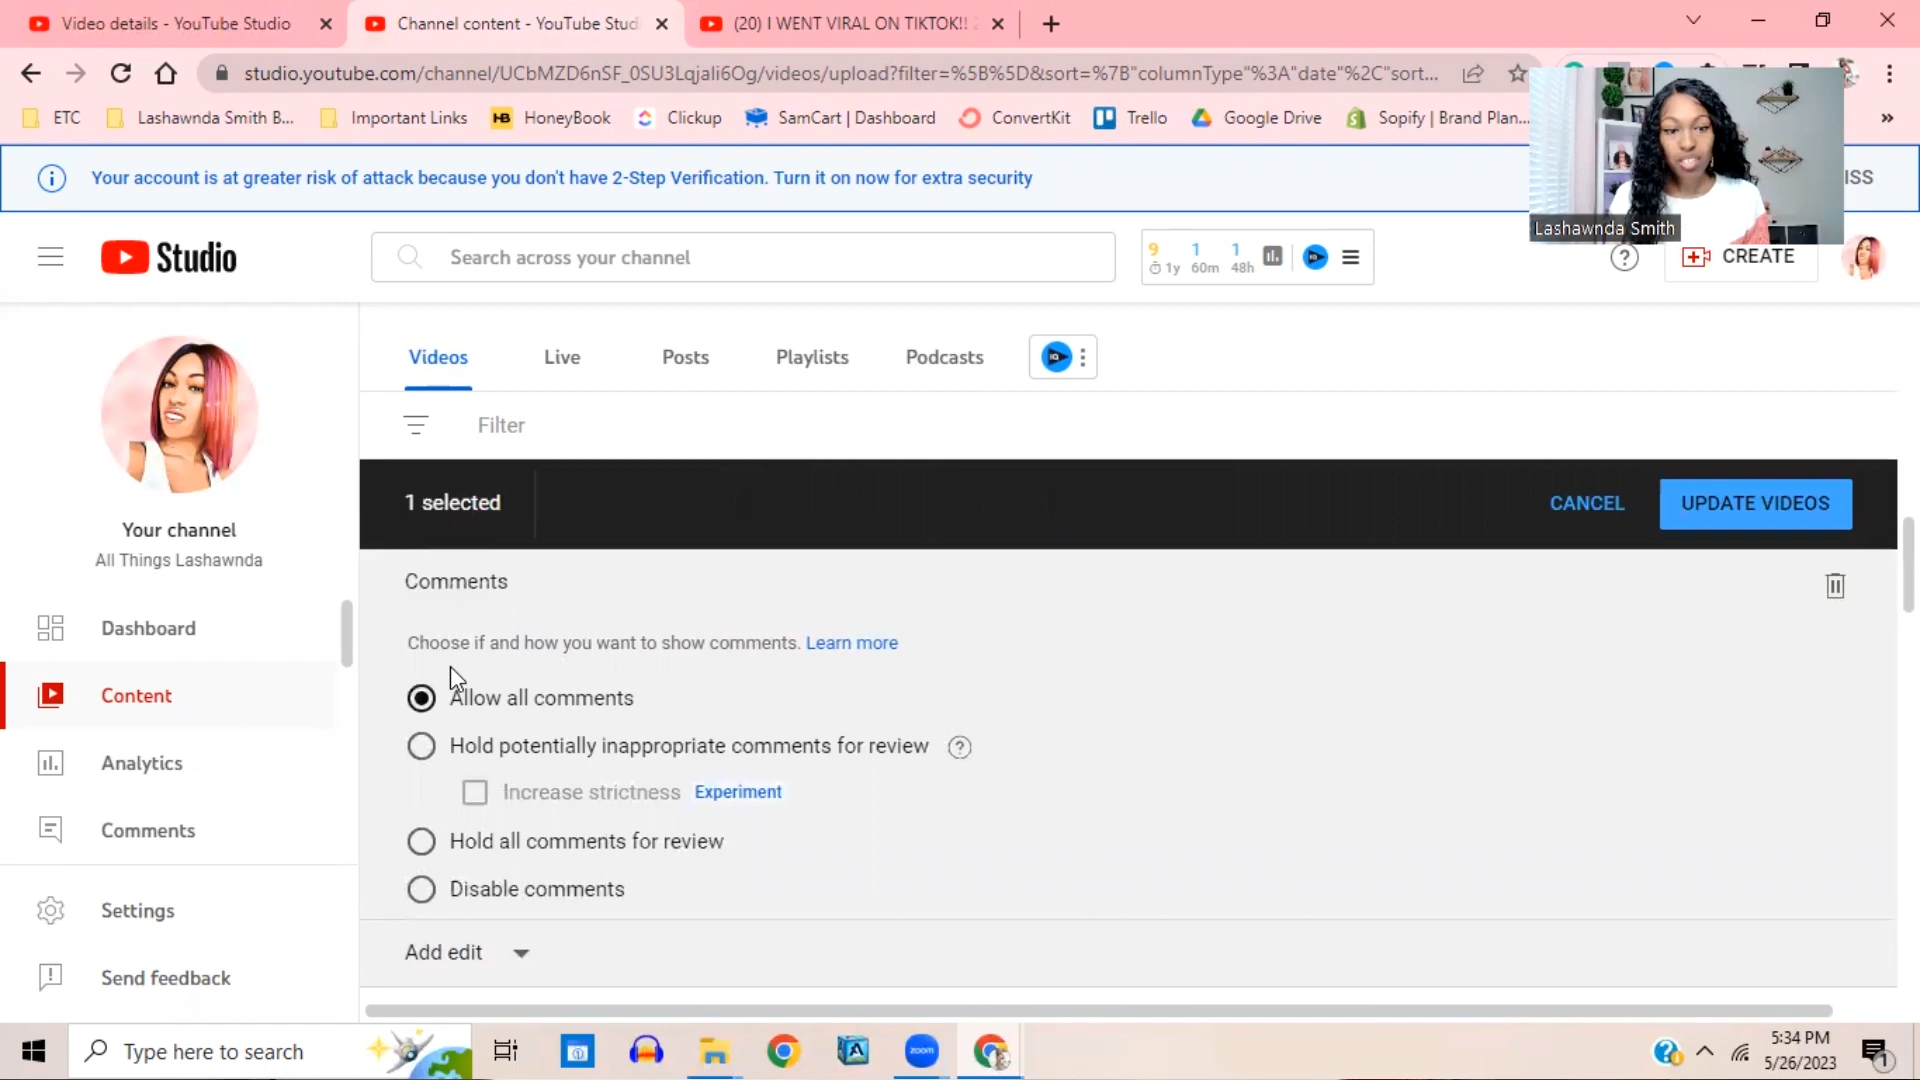 Video details - YouTube Studio
Channel content - YouTube Stud
(20) I WENT VIRAL ON TIKTOK!!
studio.youtube.com/channel/UCbMZD6nSF_0SU3Lqjali6Og/videos/upload?filter=%5B%5D&sort=%7B"columnType"%3A"date"%2C"sort...
ETC
Lashawnda Smith B...
Important Links
HB HoneyBook
Clickup
SamCart | Dashboard
ConvertKit
Trello
Google Drive
Sopify | Brand Plan...
»
Your account is at greater risk of attack because you don't have 2-Step Verification. Turn it on now for extra security
ISS
Lashawnda Smith
Studio
Search across your channel
9 1 1
1y 60m 48h
CREATE
Videos
Live
Posts
Playlists
Podcasts
Filter
1 selected
CANCEL
UPDATE VIDEOS
Your channel
All Things Lashawnda
Dashboard
Content
Analytics
Comments
Settings
Send feedback
Comments
Choose if and how you want to show comments. Learn more
Allow all comments
Hold potentially inappropriate comments for review
Increase strictness Experiment
Hold all comments for review
Disable comments
Add edit
Type here to search
zoom
5:34 PM
5/26/2023
1